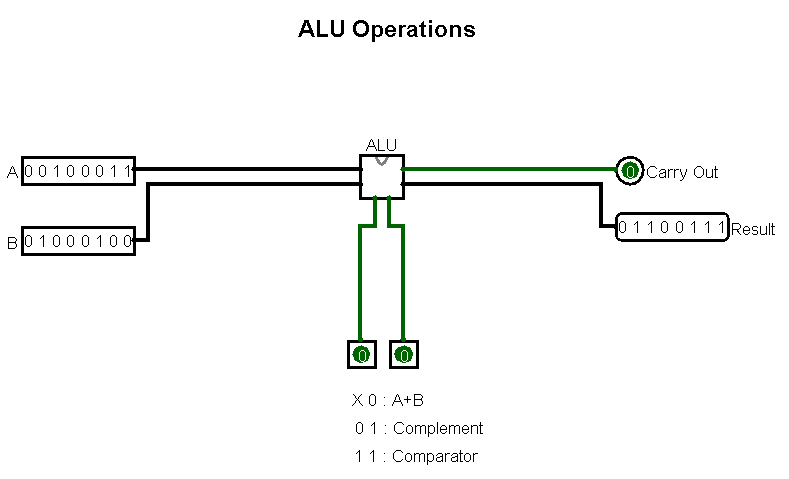 ALU Operations
ALU
A 0 0 1 0 0 0 1 1
0 Carry Out
B 0 1 0 0 0 1 0 0
0 1 1 0 0 1 1 1 Result
0 0
X 0 : A+B
0 1 : Complement
1 1 : Comparator